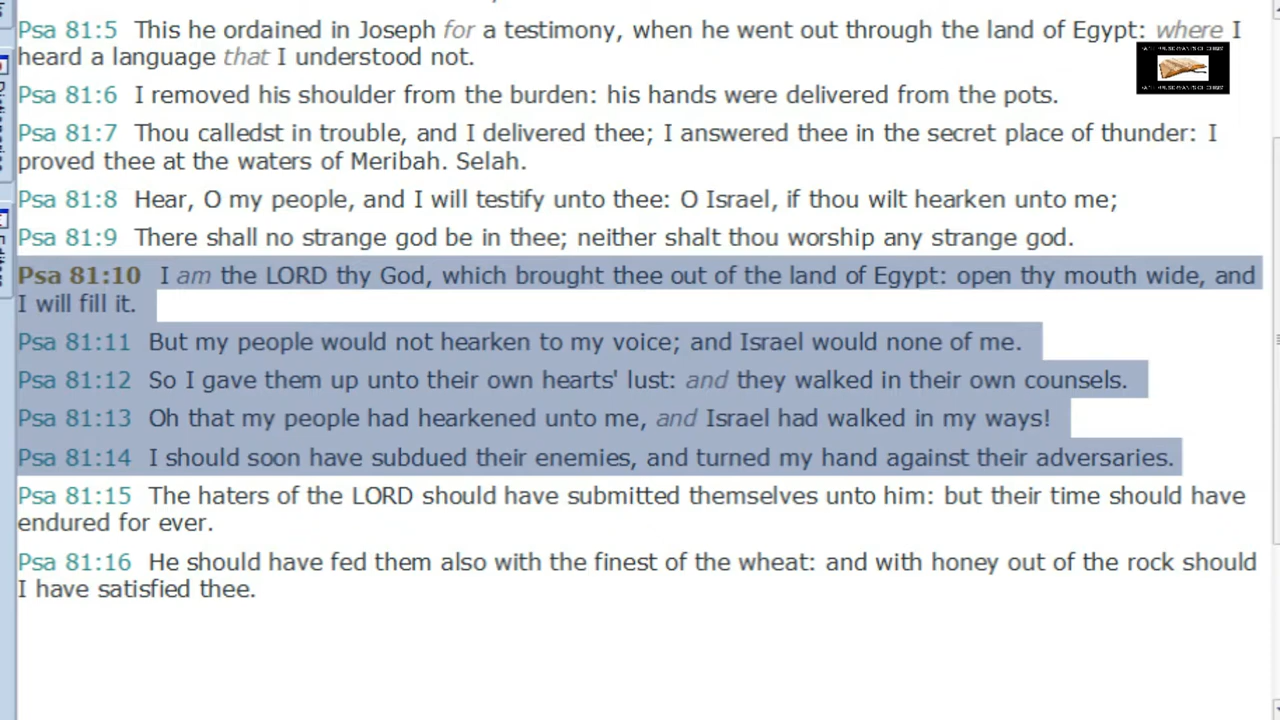 Psa 81:5 This he ordained in Joseph for a testimony, when he went out through the land of Egypt: where I
heard a language that I understood not.
Psa 81:6 I removed his shoulder from the burden: his hands were delivered from the pots.
Psa 81:7 Thou calledst in trouble, and I delivered thee; I answered thee in the secret place of thunder: I
proved thee at the waters of Meribah. Selah.
Psa 81:8 Hear, O my people, and I will testify unto thee: O Israel, if thou wilt hearken unto me;
Psa 81:9 There shall no strange god be in thee; neither shalt thou worship any strange god.
Psa 81:10 I am the LORD thy God, which brought thee out of the land of Egypt: open thy mouth wide, and
I will fill it.
Psa 81:11 But my people would not hearken to my voice; and Israel would none of me.
Psa 81:12 So I gave them up unto their own hearts' lust: and they walked in their own counsels.
Psa 81:13 Oh that my people had hearkened unto me, and Israel had walked in my ways!
Psa 81:14 I should soon have subdued their enemies, and turned my hand against their adversaries.
Psa 81:15 The haters of the LORD should have submitted themselves unto him: but their time should have
endured for ever.
Psa 81:16 He should have fed them also with the finest of the wheat: and with honey out of the rock should
I have satisfied thee.